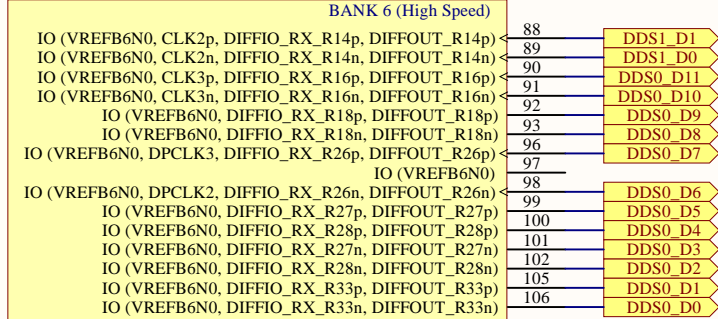 BANK 6 (High Speed)
IO (VREFB6N0, CLK2p, DIFFIO_RX_R14p, DIFFOUT_R14p) 88 DDS1_D1
IO (VREFB6N0, CLK2n, DIFFIO_RX_R14n, DIFFOUT_R14n) 89 DDS1_D0
IO (VREFB6N0, CLK3p, DIFFIO_RX_R16p, DIFFOUT_R16p) 90 DDS0_D11
IO (VREFB6N0, CLK3n, DIFFIO_RX_R16n, DIFFOUT_R16n) 91 DDS0_D10
IO (VREFB6N0, DIFFIO_RX_R18p, DIFFOUT_R18p) 92 DDS0_D9
IO (VREFB6N0, DIFFIO_RX_R18n, DIFFOUT_R18n) 93 DDS0_D8
IO (VREFB6N0, DPCLK3, DIFFIO_RX_R26p, DIFFOUT_R26p) 96 DDS0_D7
IO (VREFB6N0) 97
IO (VREFB6N0, DPCLK2, DIFFIO_RX_R26n, DIFFOUT_R26n) 98 DDS0_D6
IO (VREFB6N0, DIFFIO_RX_R27p, DIFFOUT_R27p) 99 DDS0_D5
IO (VREFB6N0, DIFFIO_RX_R28p, DIFFOUT_R28p) 100 DDS0_D4
IO (VREFB6N0, DIFFIO_RX_R27n, DIFFOUT_R27n) 101 DDS0_D3
IO (VREFB6N0, DIFFIO_RX_R28n, DIFFOUT_R28n) 102 DDS0_D2
IO (VREFB6N0, DIFFIO_RX_R33p, DIFFOUT_R33p) 105 DDS0_D1
IO (VREFB6N0, DIFFIO_RX_R33n, DIFFOUT_R33n) 106 DDS0_D0